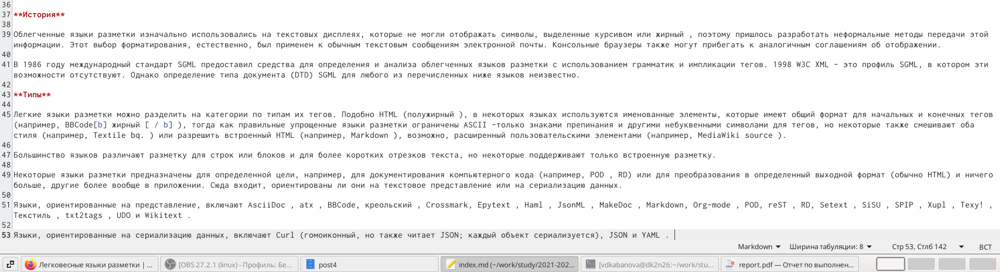 36
37 **История**
38
39 Облегченные языки разметки изначально использовались на текстовых дисплеях, которые не могли отображать символы, выделенные курсивом или жирный , поэтому пришлось разработать неформальные методы передачи этой
информации. Этот выбор форматирования, естественно, был применен к обычным текстовым сообщениям электронной почты. Консольные браузеры также могут прибегать к аналогичным соглашениям об отображении.
40
41 В 1986 году международный стандарт SGML предоставил средства для определения и анализа облегченных языков разметки с использованием грамматик и импликации тегов. 1998 W3C XML – это профиль SGML, в котором эти
возможности отсутствуют. Однако определение типа документа (DTD) SGML для любого из перечисленных ниже языков неизвестно.
42
43 **Типы**
44
45 Легкие языки разметки можно разделить на категории по типам их тегов. Подобно HTML (полужирный ), в некоторых языках используются именованные элементы, которые имеют общий формат для начальных и конечных тегов
(например, BBCode[b] жирный [ / b] ), тогда как правильные упрощенные языки разметки ограничены ASCII –только знаками препинания и другими небуквенными символами для тегов, но некоторые также смешивают оба
стиля (например, Textile bq. ) или разрешить встроенный HTML (например, Markdown ), возможно, расширенный пользовательскими элементами (например, MediaWiki source ).
46
47 Большинство языков различают разметку для строк или блоков и для более коротких отрезков текста, но некоторые поддерживают только встроенную разметку.
48
49 Некоторые языки разметки предназначены для определенной цели, например, для документирования компьютерного кода (например, POD , RD) или для преобразования в определенный выходной формат (обычно HTML) и ничего
больше, другие более вообще в приложении. Сюда входит, ориентированы ли они на текстовое представление или на сериализацию данных.
50
51 Языки, ориентированные на представление, включают AsciiDoc , atx , BBCode, креольский , Crossmark, Epytext , Haml , JsonML , MakeDoc , Markdown, Org-mode , POD, reST , RD, Setext , SiSU , SPIP , Xupl , Texy! ,
Текстиль , txt2tags , UDO и Wikitext .
52
53 Языки, ориентированные на сериализацию данных, включают Curl (гомоиконный, но также читает JSON; каждый объект сериализуется), JSON и YAML .
Markdown Ширина табуляции: 8 Стр 53, Стлб 142 ВСТ
Легковесные языки разметки | ... [OBS 27.2.1 (linux) - Профиль: Бе... post4 index.md (~/work/study/2021-202... [vdkabanova@dk2n26:~/work/stu... report.pdf — Отчет по выполнен...